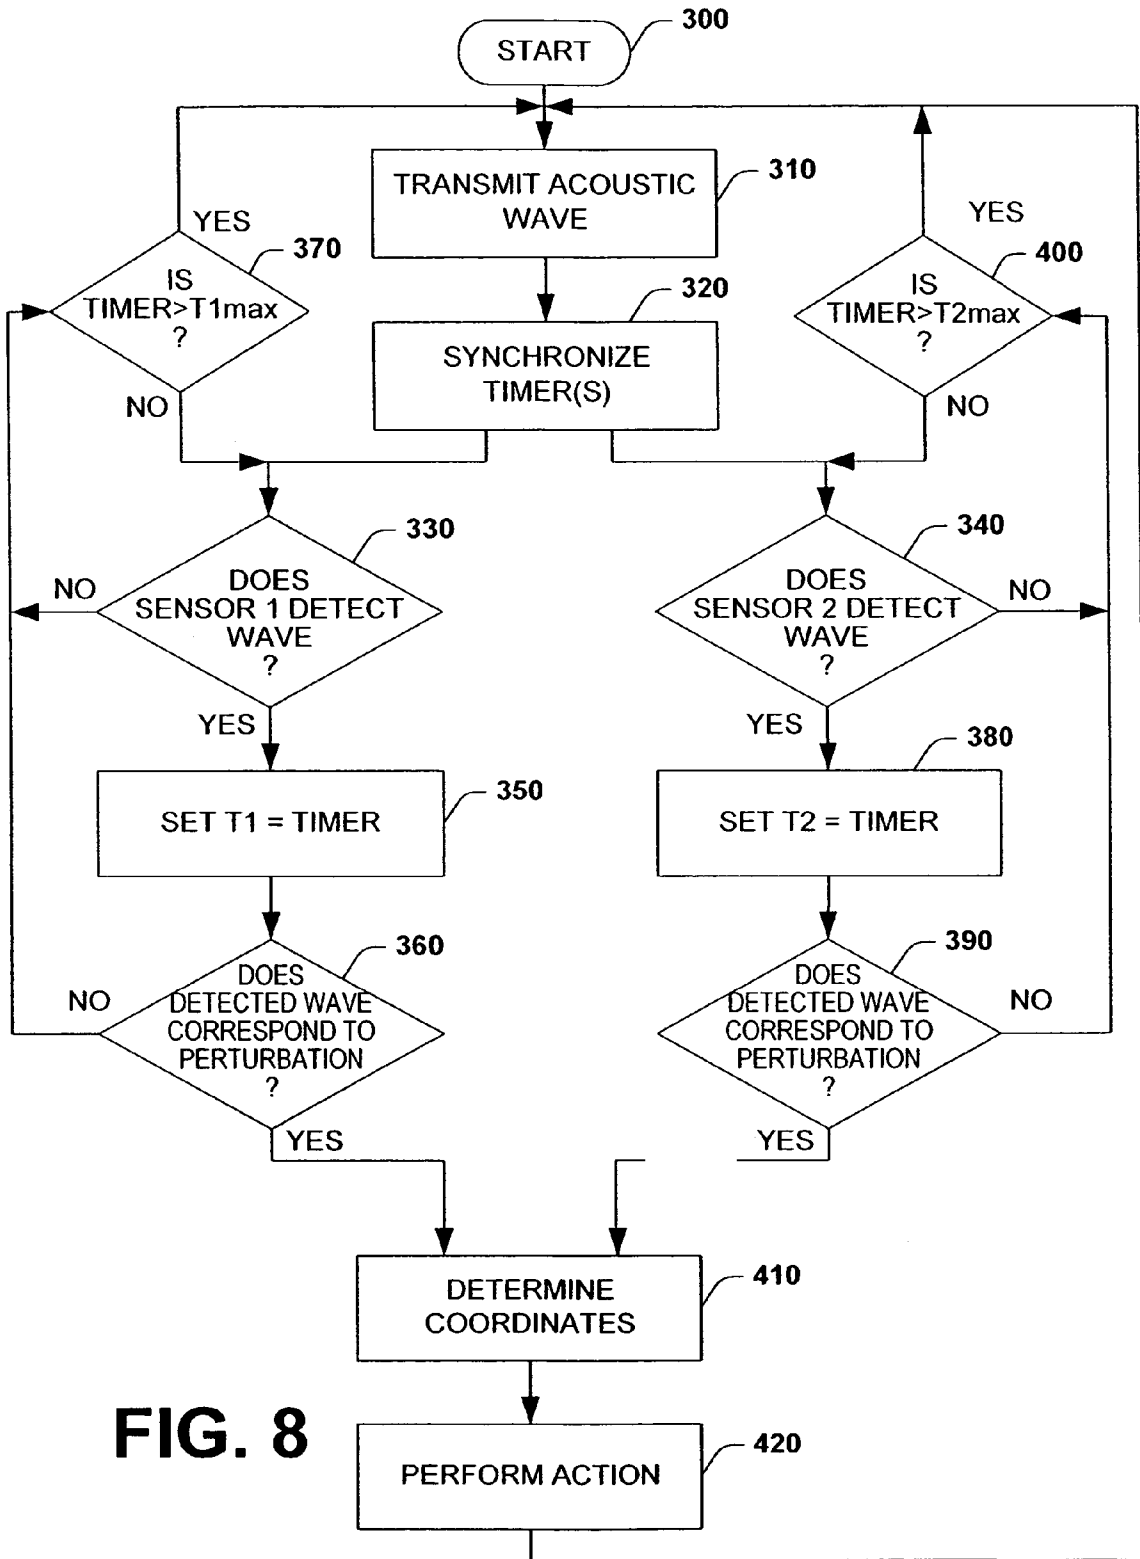 300
START
310
TRANSMIT ACOUSTIC
WAVE
YES
370
IS
TIMER>T1max
?
NO
YES
400
IS
TIMER>T2max
?
NO
320
SYNCHRONIZE
TIMER(S)
330
NO
DOES
SENSOR 1 DETECT
WAVE
?
YES
340
DOES
SENSOR 2 DETECT
WAVE
?
NO
YES
350
SET T1 = TIMER
380
SET T2 = TIMER
360
NO
DOES
DETECTED WAVE
CORRESPOND TO
PERTURBATION
?
YES
390
DOES
DETECTED WAVE
CORRESPOND TO
PERTURBATION
?
NO
YES
410
DETERMINE
COORDINATES
420
PERFORM ACTION
FIG. 8